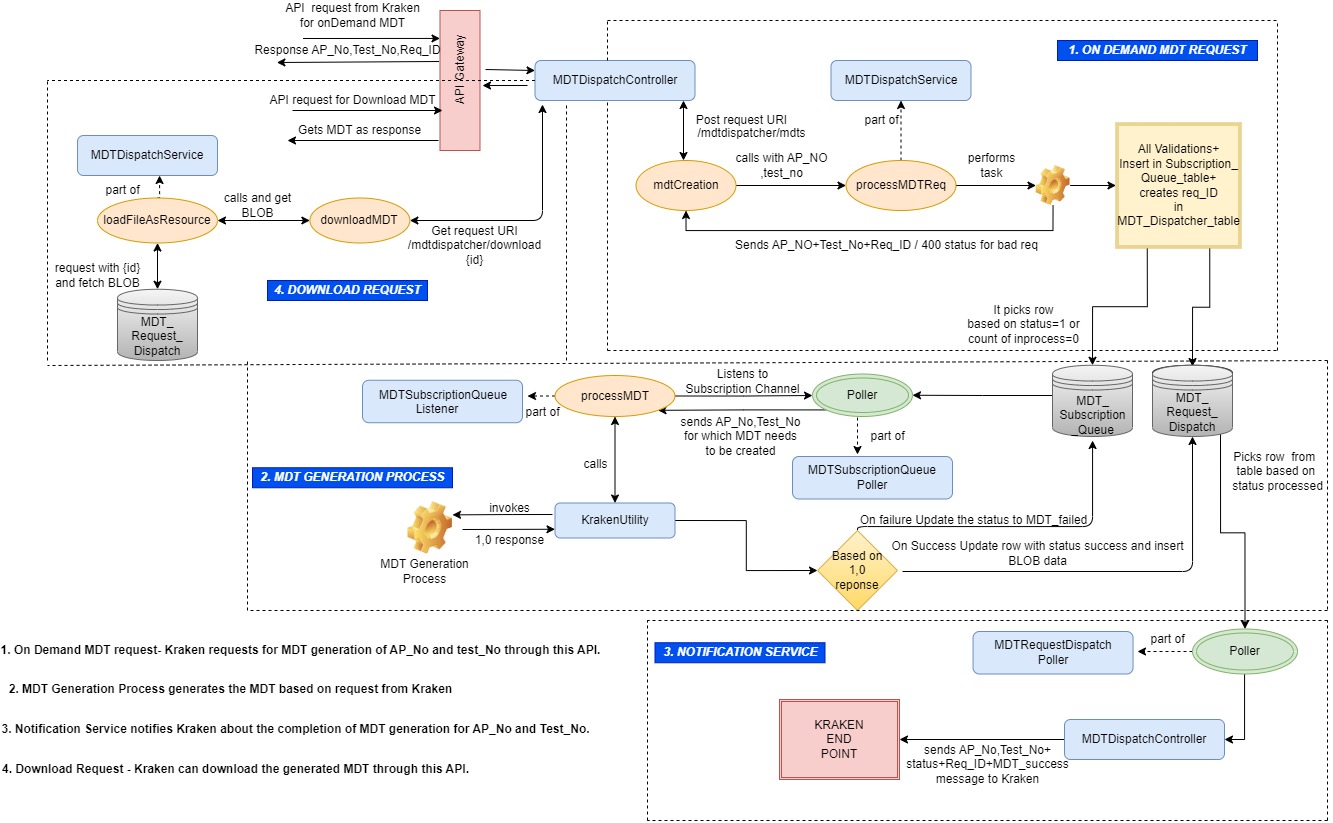 API request from Kraken
for onDemand MDT
Response AP_No,Test_No,Req_ID
API Gateway
API request for Download MDT
Gets MDT as response
MDTDispatchController
1. ON DEMAND MDT REQUEST
MDTDispatchService
Post request URI
/mdtdispatcher/mdts
part of
mdtCreation
calls with AP_NO
,test_no
processMDTReq
performs
task
All Validations+
Insert in Subscription_
Queue_table+
creates req_ID
in
MDT_Dispatcher_table
Sends AP_NO+Test_No+Req_ID / 400 status for bad req
MDTDispatchService
part of
loadFileAsResource
calls and get
BLOB
downloadMDT
Get request URI
/mdtdispatcher/download
{id}
request with {id}
and fetch BLOB
4. DOWNLOAD REQUEST
MDT_
Request_
Dispatch
It picks row
based on status=1 or
count of inprocess=0
MDTSubscriptionQueue
Listener
part of
processMDT
Listens to
Subscription Channel
Poller
MDT_
Subscription
_Queue
MDT_
Request_
Dispatch
sends AP_No,Test_No
for which MDT needs
to be created
part of
calls
MDTSubscriptionQueue
Poller
Picks row from
table based on
status processed
2. MDT GENERATION PROCESS
invokes
1,0 response
KrakenUtility
MDT Generation
Process
On failure Update the status to MDT_failed
Based on
1,0
reponse
On Success Update row with status success and insert
BLOB data
3. NOTIFICATION SERVICE
MDTRequestDispatch
Poller
part of
Poller
KRAKEN
END
POINT
MDTDispatchController
sends AP_No,Test_No+
status+Req_ID+MDT_success
message to Kraken
1. On Demand MDT request- Kraken requests for MDT generation of AP_No and test_No through this API.
2. MDT Generation Process generates the MDT based on request from Kraken
3. Notification Service notifies Kraken about the completion of MDT generation for AP_No and Test_No.
4. Download Request - Kraken can download the generated MDT through this API.